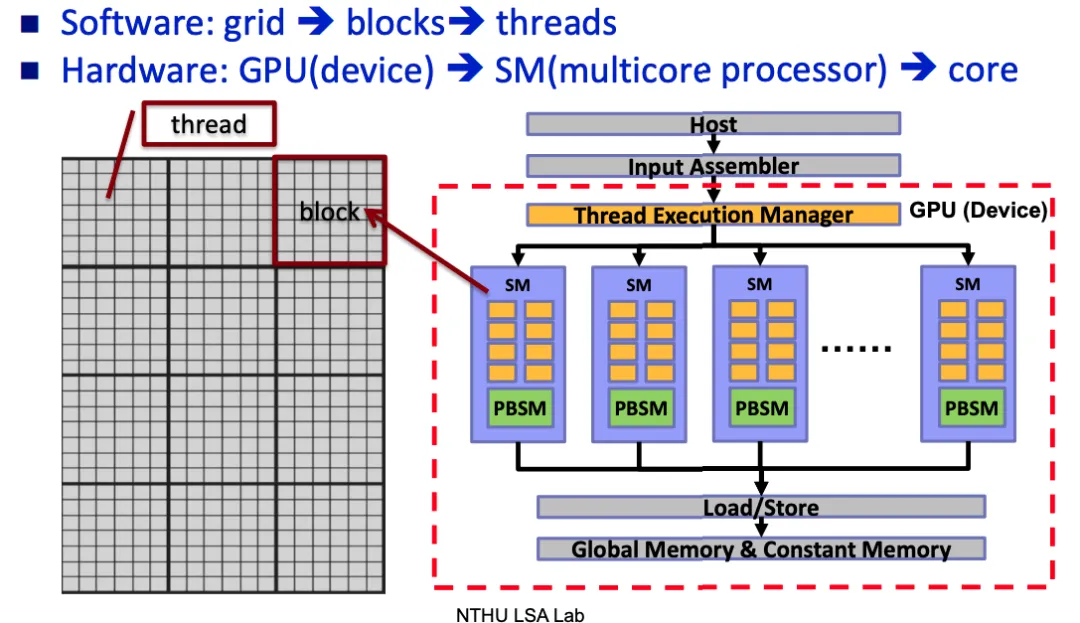 Software: grid ➔ blocks➔ threads
Hardware: GPU(device) ➔ SM(multicore processor) ➔ core
thread
block
Host
Input Assembler
Thread Execution Manager
GPU (Device)
SM
SM
SM
SM
......
PBSM
PBSM
PBSM
PBSM
Load/Store
Global Memory & Constant Memory
NTHU LSA Lab